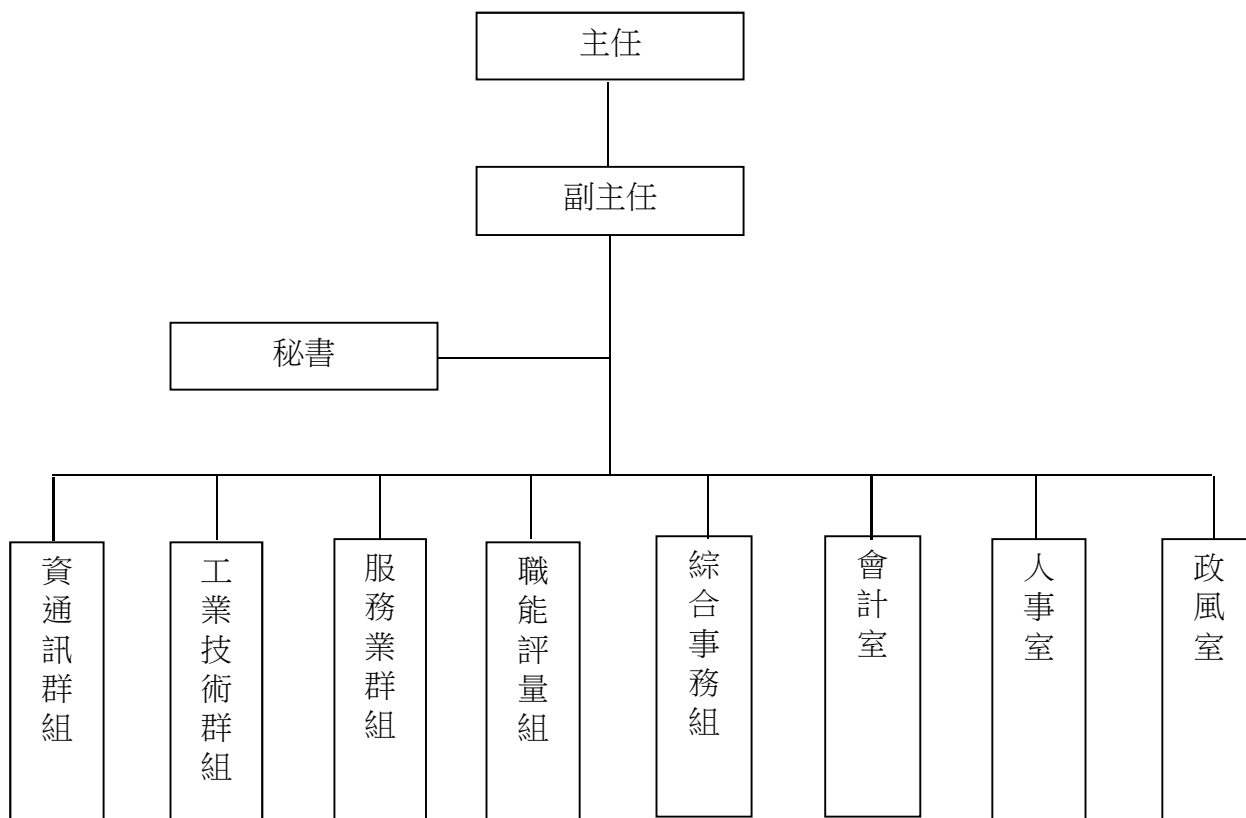 主任
副主任
秘書
資通訊群組
工業技術群組
服務業群組
職能評量組
綜合事務組
會計室
人事室
政風室